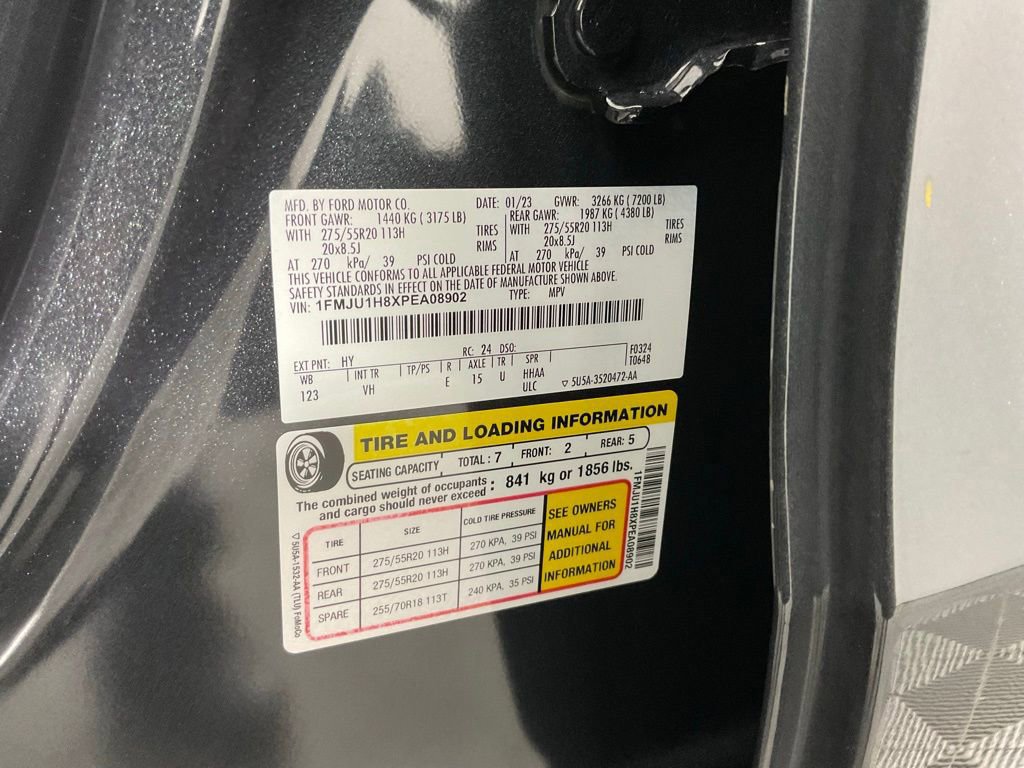 MFD. BY FORD MOTOR CO. DATE: 01/23 GVWR: 3266 KG ( 7200 LB)
FRONT GAWR: 1440 KG ( 3175 LB) REAR GAWR: 1987 KG ( 4380 LB)
WITH 275/55R20 113H TIRES WITH 275/55R20 113H TIRES
20x8.5J RIMS 20x8.5J RIMS
AT 270 kPa/ 39 PSI COLD AT 270 kPa/ 39 PSI COLD
THIS VEHICLE CONFORMS TO ALL APPLICABLE FEDERAL MOTOR VEHICLE
SAFETY STANDARDS IN EFFECT ON THE DATE OF MANUFACTURE SHOWN ABOVE.
VIN: 1FMJU1H8XPEA08902 TYPE: MPV
EXT PNT: HY RC: 24 DSO: F0324
WB INT TR TP/PS R AXLE TR SPR T0648
123 VH E 15 U HHAA
ULC ▽ 5U5A-3520472-AA
TIRE AND LOADING INFORMATION
SEATING CAPACITY TOTAL : 7 FRONT: 2 REAR: 5
The combined weight of occupants and cargo should never exceed : 841 kg or 1856 lbs.
TIRE SIZE COLD TIRE PRESSURE
FRONT 275/55R20 113H 270 KPA, 39 PSI
REAR 275/55R20 113H 270 KPA, 39 PSI
SPARE 255/70R18 113T 240 KPA, 35 PSI
SEE OWNERS
MANUAL FOR
ADDITIONAL
INFORMATION
1FMJU1H8XPEA08902
▽ 5U5A-1532-AA (TLI) FoMoCo